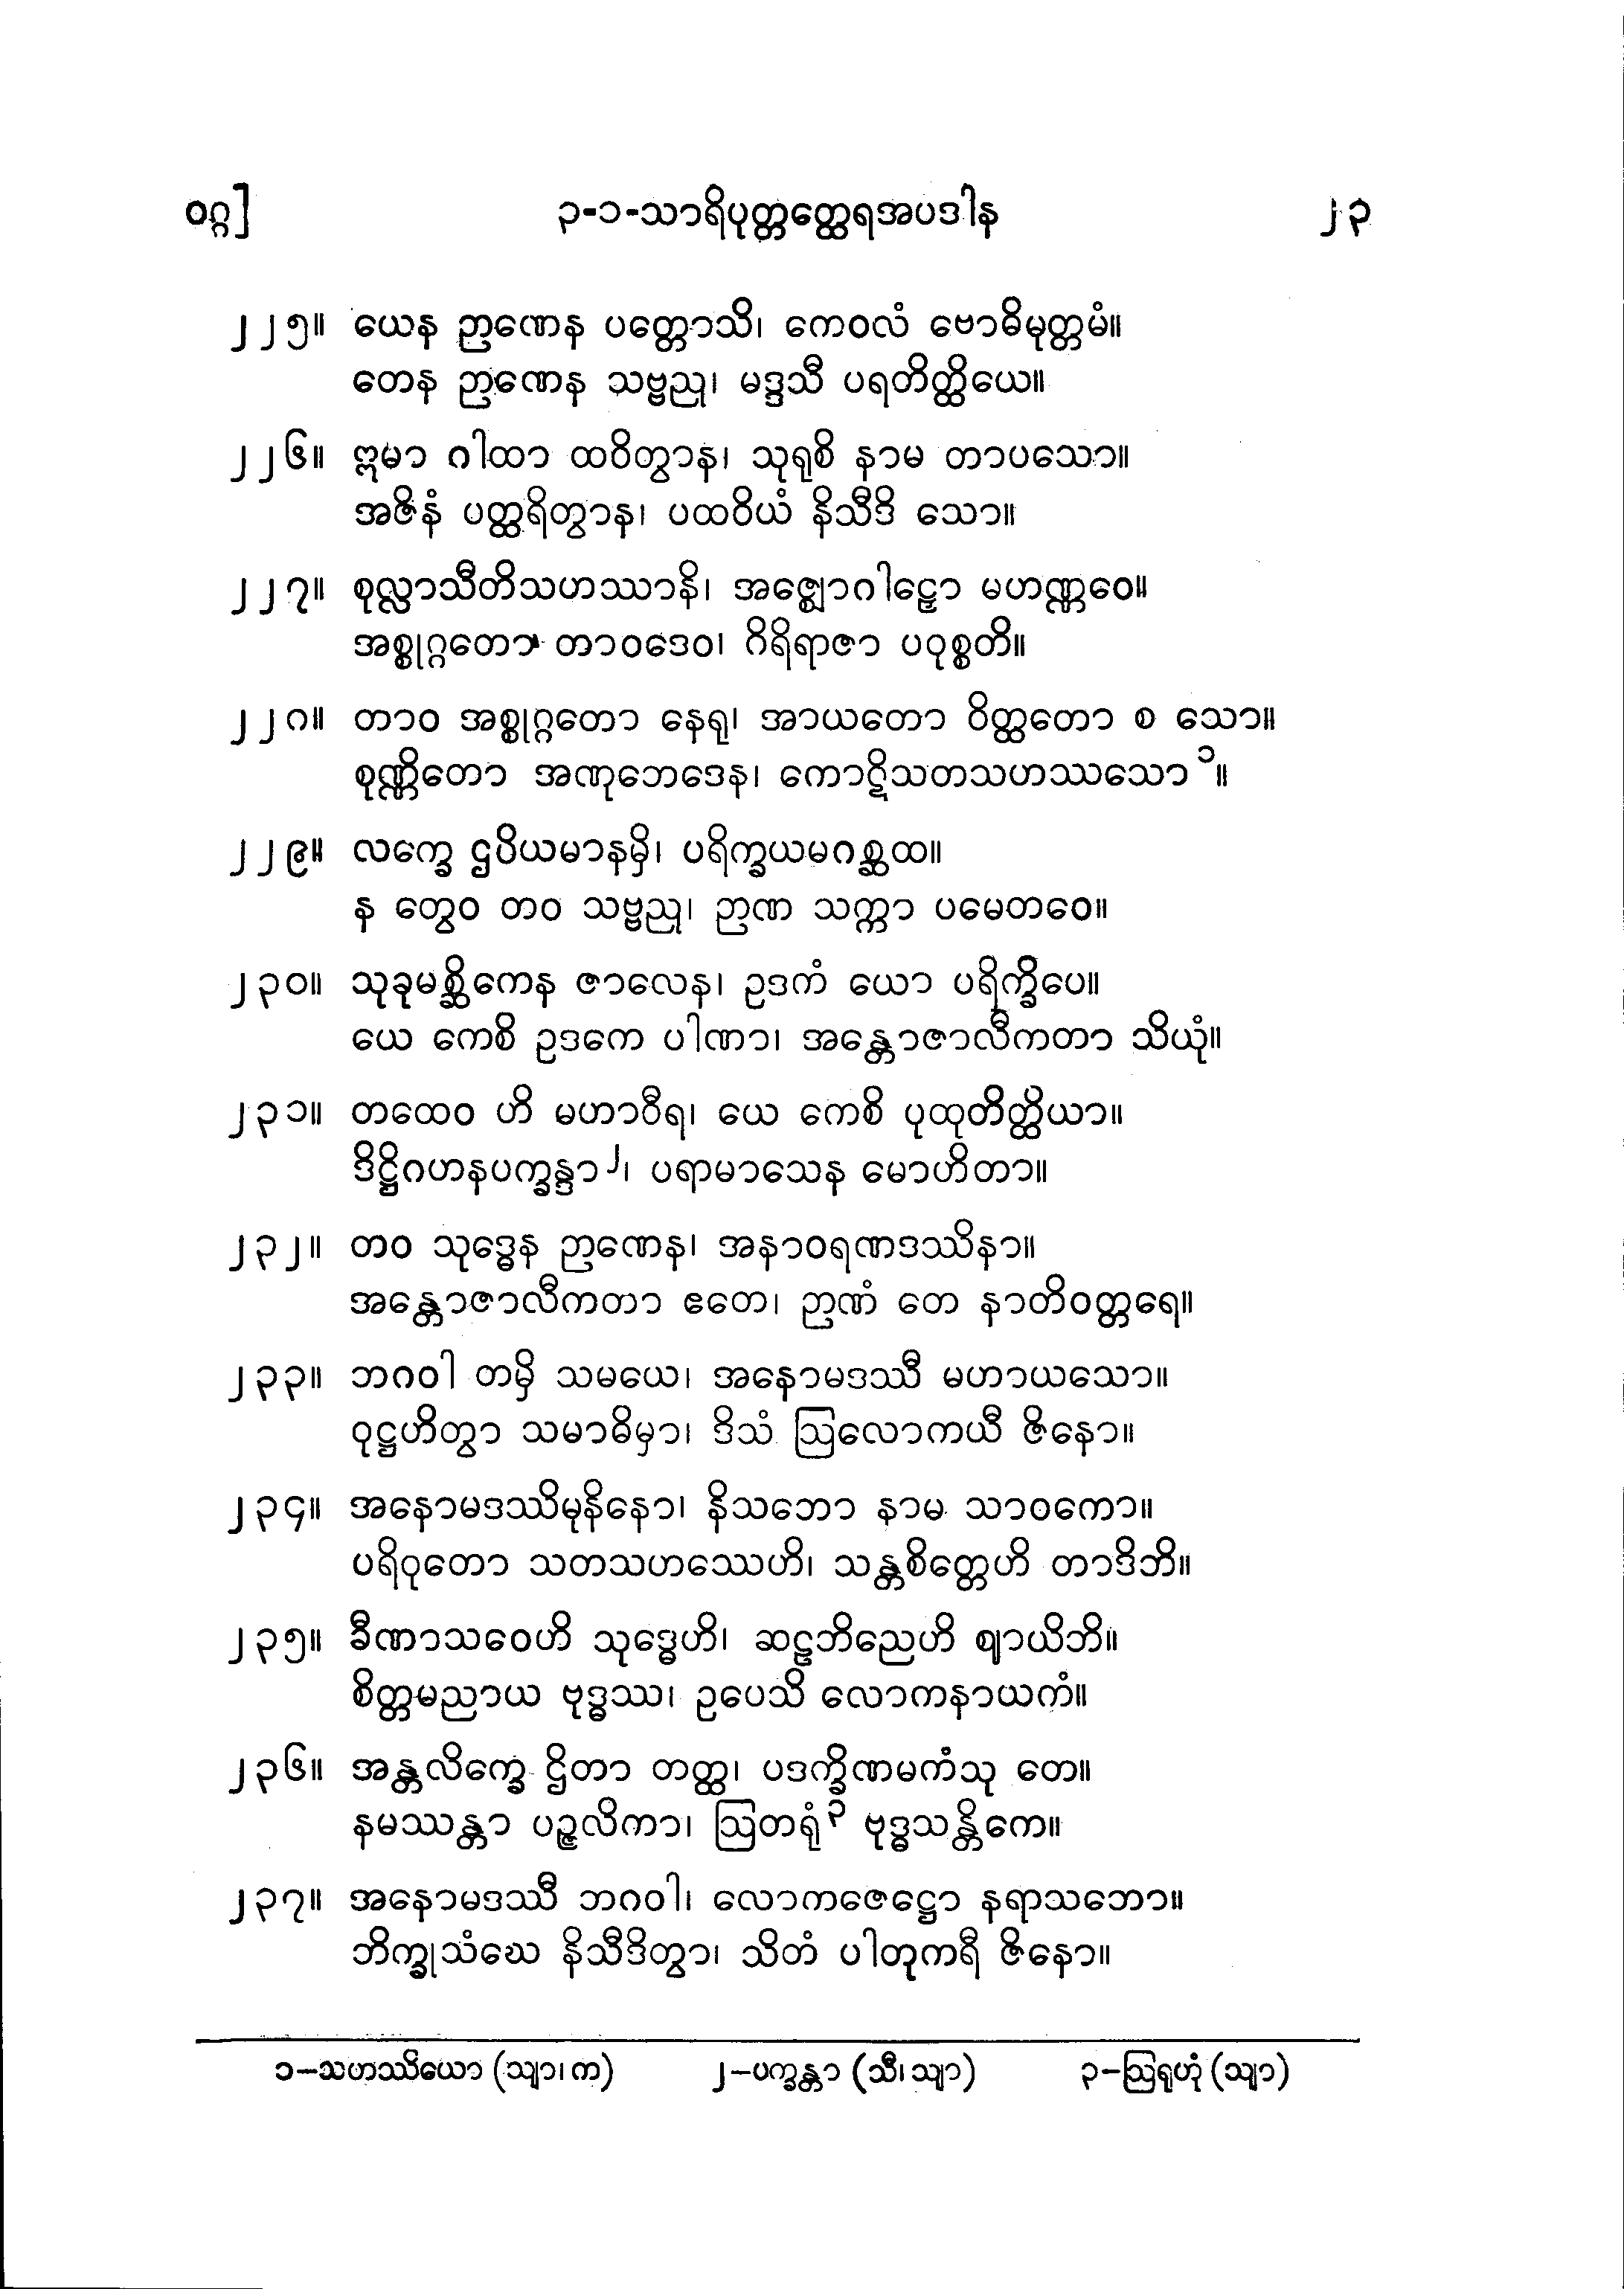 ဝဂ္ဂ] ၃-၁-သာရိပုတ္တတ္ထေရအပဒါန ၂၃
၂၂၅။ ယေန ဉာဏေန ပတ္တောသိ၊ ကေဝလံ ဗောဓိမုတ္တမံ။
တေန ဉာဏေန သဗ္ဗညု၊ မဒ္ဒသီ ပရတိတ္ထိယေ။
၂၂၆။ ဣမာ ဂါထာ ထဝိတွာန၊ သုရုစိ နာမ တာပသော။
အဇိနံ ပတ္ထရိတွာန၊ ပထဝိယံ နိသီဒိ သော။
၂၂၇။ စုလ္လာသီတိသဟဿာနိ၊ အဇ္ဈောဂါဠှော မဟဏ္ဏဝေ။
အစ္စုဂ္ဂတော တာဝဒေဝ၊ ဂိရိရာဇာ ပဝုစ္စတိ။
၂၂၈။ တာဝ အစ္စုဂ္ဂတော နေရု၊ အာယတော ဝိတ္ထတော စ သော။
စုဏ္ဏိတော အဏုဘေဒေန၊ ကောဋိသတသဟဿသော ၁။
၂၂၉။ လက္ခေ ဌပိယမာနမှိ၊ ပရိက္ခယမဂစ္ဆထ။
န တွေဝ တဝ သဗ္ဗညု၊ ဉာဏ သက္ကာ ပမေတဝေ။
၂၃၀။ သုခုမစ္ဆိကေန ဇာလေန၊ ဥဒကံ ယော ပရိက္ခိပေ။
ယေ ကေစိ ဥဒကေ ပါဏာ၊ အန္တောဇာလီကတာ သိယုံ။
၂၃၁။ တထေဝ ဟိ မဟာဝီရ၊ ယေ ကေစိ ပုထုတိတ္ထိယာ။
ဒိဋ္ဌိဂဟနပက္ခန္ဒာ ၂၊ ပရာမာသေန မောဟိတာ။
၂၃၂။ တဝ သုဒ္ဓေန ဉာဏေန၊ အနာဝရဏဒဿိနာ။
အန္တောဇာလီကတာ ဧတေ၊ ဉာဏံ တေ နာတိဝတ္တရေ။
၂၃၃။ ဘဂဝါ တမှိ သမယေ၊ အနောမဒဿီ မဟာယသော။
ဝုဋ္ဌဟိတွာ သမာဓိမှာ၊ ဒိသံ ဩလောကယီ ဇိနော။
၂၃၄။ အနောမဒဿိမုနိနော၊ နိသဘော နာမ သာဝကော။
ပရိဝုတော သတသဟဿေဟိ၊ သန္တစိတ္တေဟိ တာဒိဘိ။
၂၃၅။ ခီဏာသဝေဟိ သုဒ္ဓေဟိ၊ ဆဠဘိညေဟိ ဈာယိဘိ။
စိတ္တမညာယ ဗုဒ္ဓဿ၊ ဥပေသိ လောကနာယကံ။
၂၃၆။ အန္တလိက္ခေ ဌိတာ တတ္ထ၊ ပဒက္ခိဏမကံသု တေ။
နမဿန္တာ ပဉ္ဇလိကာ၊ ဩတရုံ ၃ ဗုဒ္ဓသန္တိကေ။
၂၃၇။ အနောမဒဿီ ဘဂဝါ၊ လောကဇေဋ္ဌော နရာသဘော။
ဘိက္ခုသံဃေ နိသီဒိတွာ၊ သိတံ ပါတုကရီ ဇိနော။
၁–သဟဿိယော (သျာ၊ က) ၂–ပက္ခန္တာ (သီ၊ သျာ) ၃–ဩရုဟုံ (သျာ)